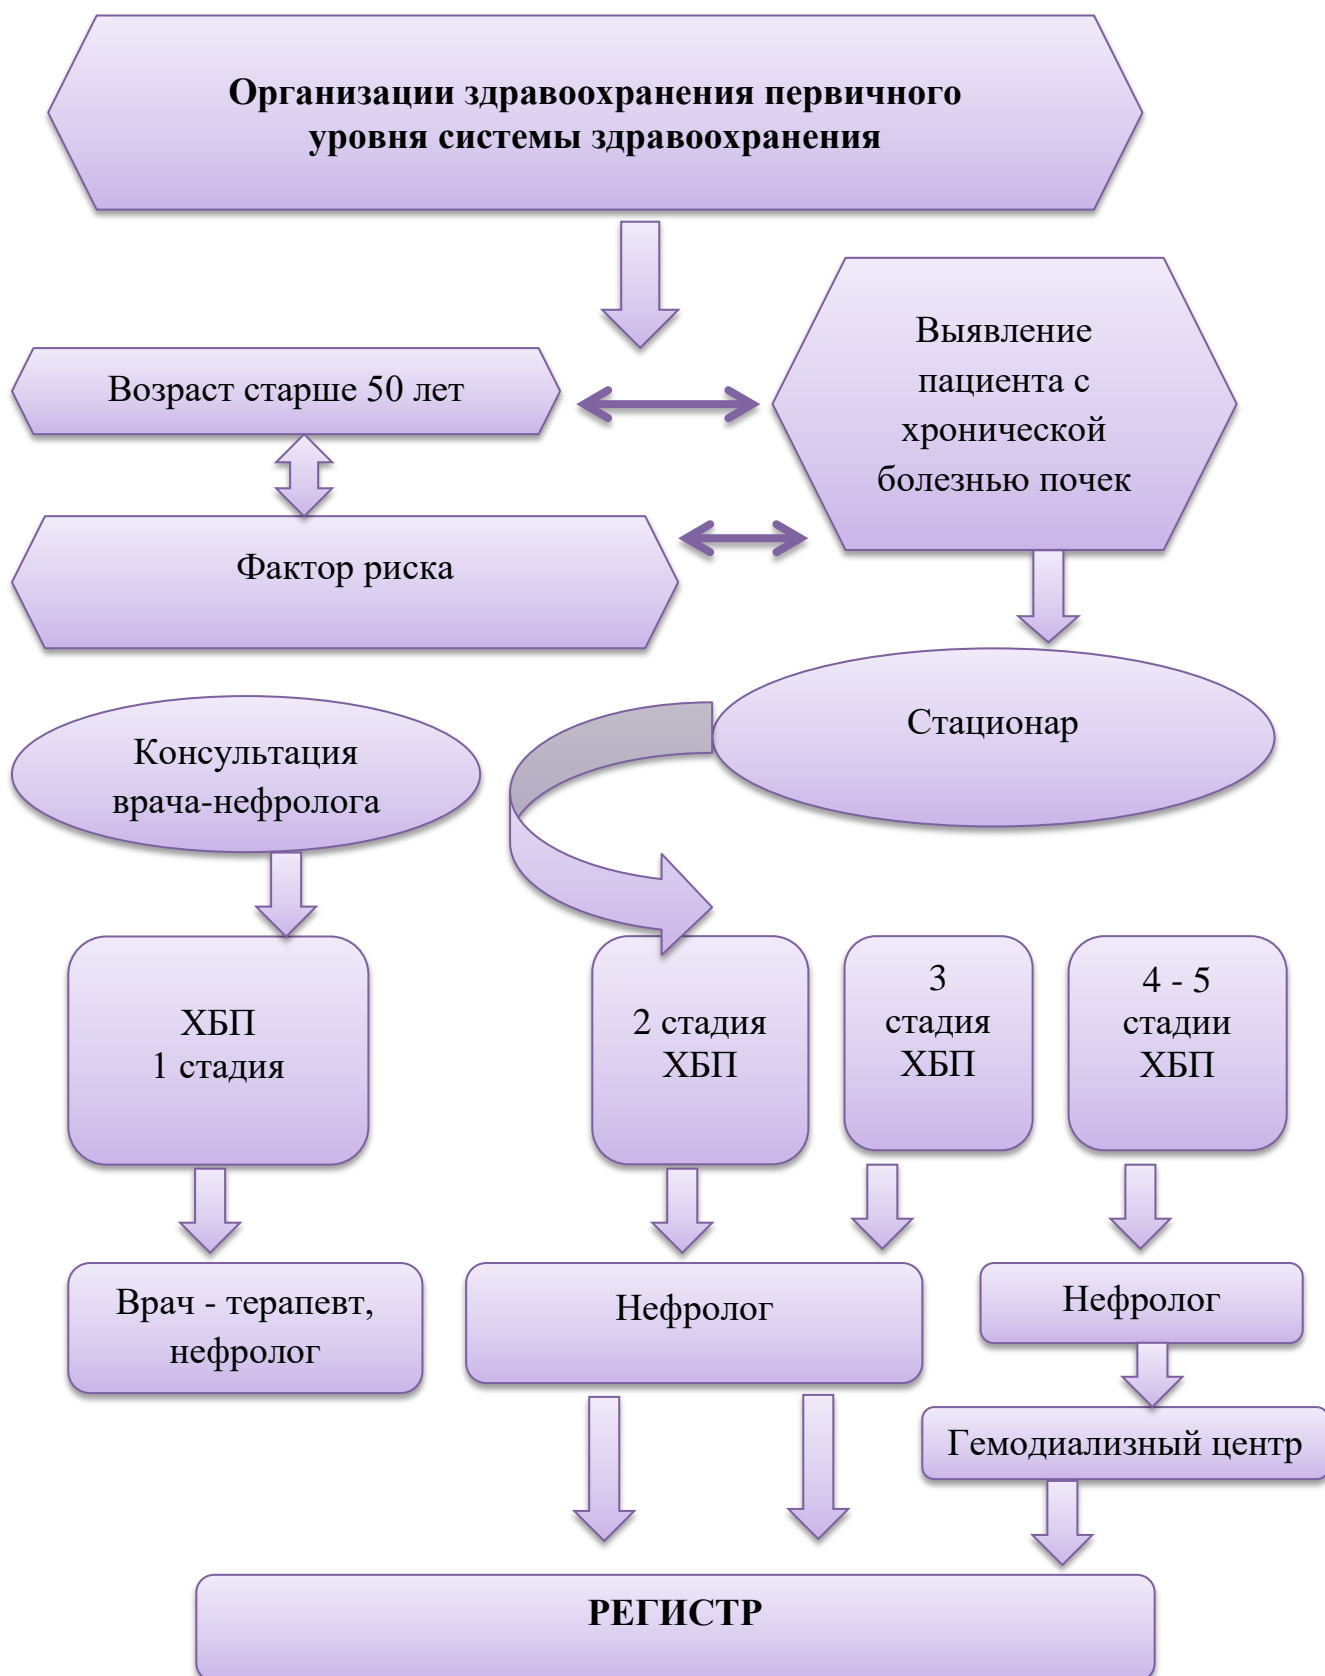 Организации здравоохранения первичного
уровня системы здравоохранения
Выявление
пациента с
хронической
болезнью почек
Возраст старше 50 лет
Фактор риска
Стационар
Консультация
врача-нефролога
ХБП
1 стадия
2 стадия
ХБП
3
стадия
ХБП
4 - 5
стадии
ХБП
Врач - терапевт,
нефролог
Нефролог
Нефролог
Гемодиализный центр
РЕГИСТР